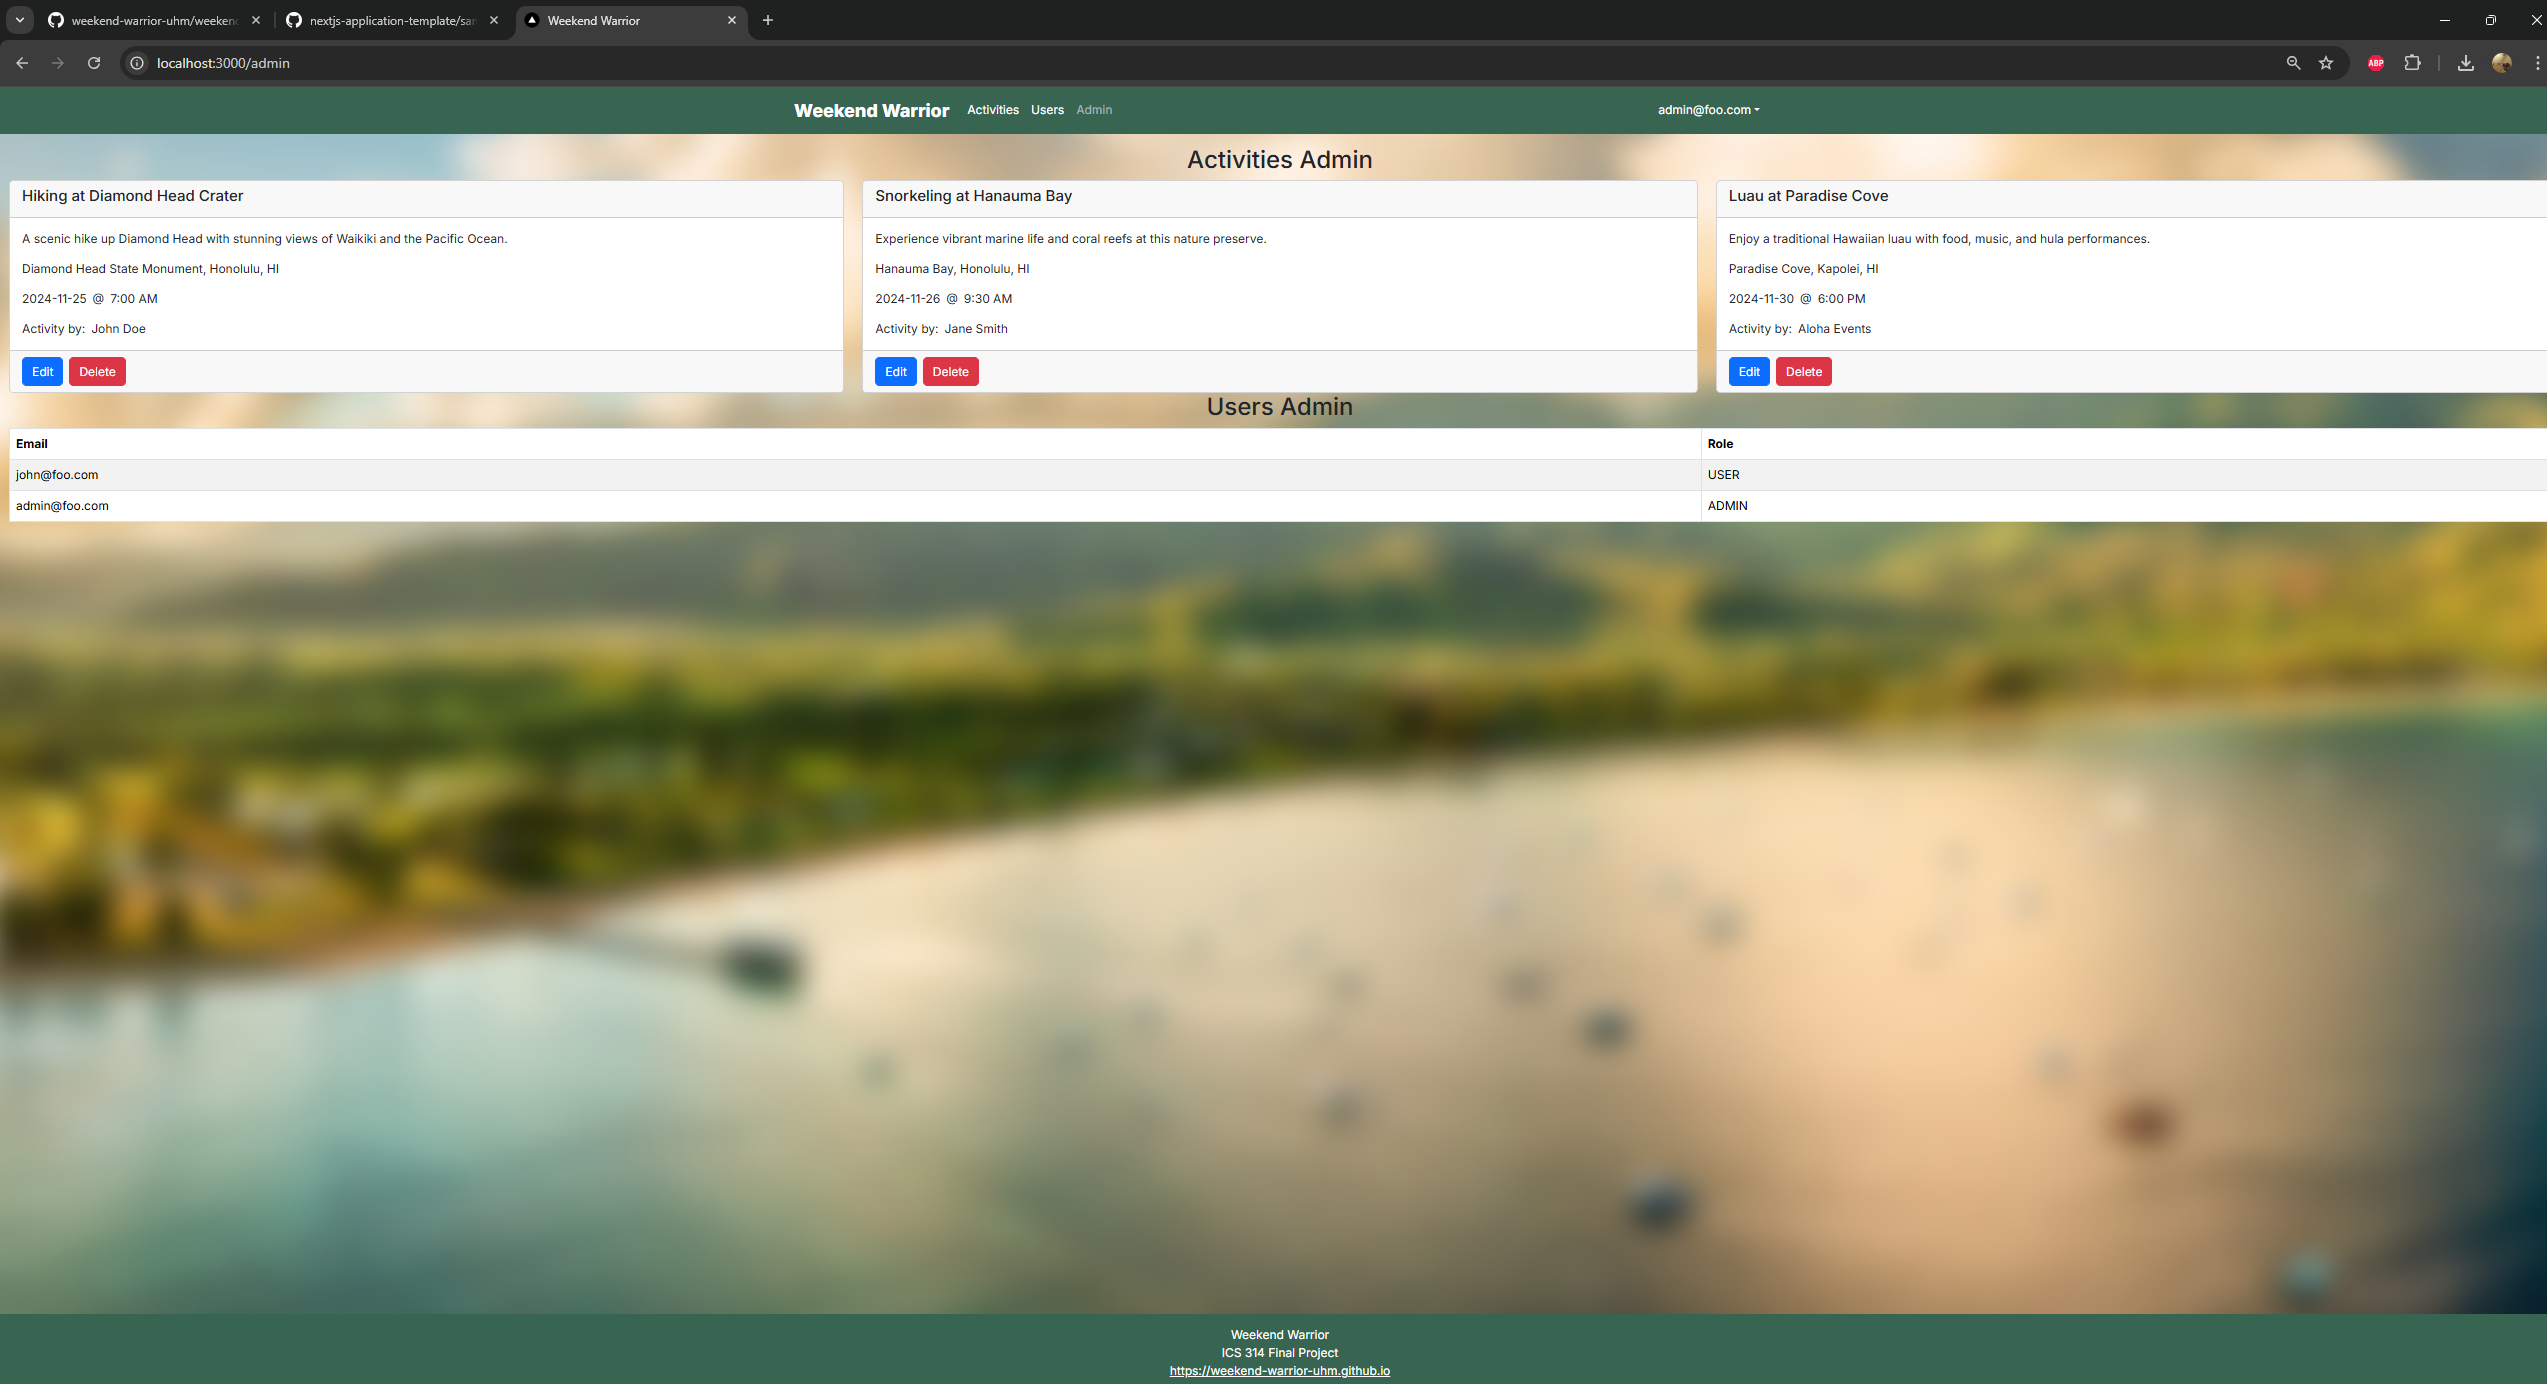 weekend-warrior-uhm/weekend
nextjs-application-template/sar
Weekend Warrior
localhost:3000/admin
ABP
Weekend Warrior Activities Users Admin admin@foo.com
Activities Admin
Hiking at Diamond Head Crater
A scenic hike up Diamond Head with stunning views of Waikiki and the Pacific Ocean.
Diamond Head State Monument, Honolulu, HI
2024-11-25 @ 7:00 AM
Activity by: John Doe
Edit Delete
Snorkeling at Hanauma Bay
Experience vibrant marine life and coral reefs at this nature preserve.
Hanauma Bay, Honolulu, HI
2024-11-26 @ 9:30 AM
Activity by: Jane Smith
Edit Delete
Luau at Paradise Cove
Enjoy a traditional Hawaiian luau with food, music, and hula performances.
Paradise Cove, Kapolei, HI
2024-11-30 @ 6:00 PM
Activity by: Aloha Events
Edit Delete
Users Admin
Email Role
john@foo.com USER
admin@foo.com ADMIN
Weekend Warrior
ICS 314 Final Project
https://weekend-warrior-uhm.github.io